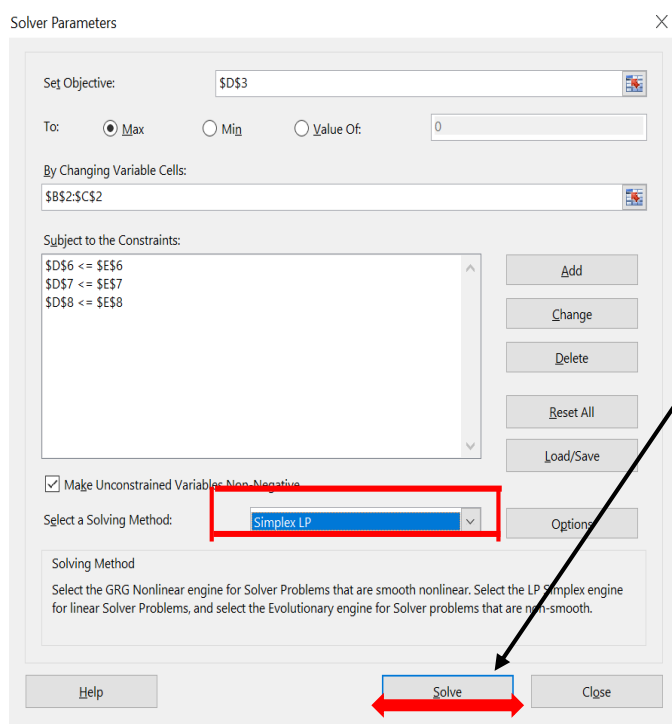 Solver Parameters
Set Objective: $D$3
To: Max Min Value Of: 0
By Changing Variable Cells:
$B$2:$C$2
Subject to the Constraints:
$D$6 <= $E$6
$D$7 <= $E$7
$D$8 <= $E$8
Add
Change
Delete
Reset All
Load/Save
Make Unconstrained Variables Non-Negative
Select a Solving Method: Simplex LP Options
Solving Method
Select the GRG Nonlinear engine for Solver Problems that are smooth nonlinear. Select the LP Simplex engine
for linear Solver Problems, and select the Evolutionary engine for Solver problems that are non-smooth.
Help Solve Close